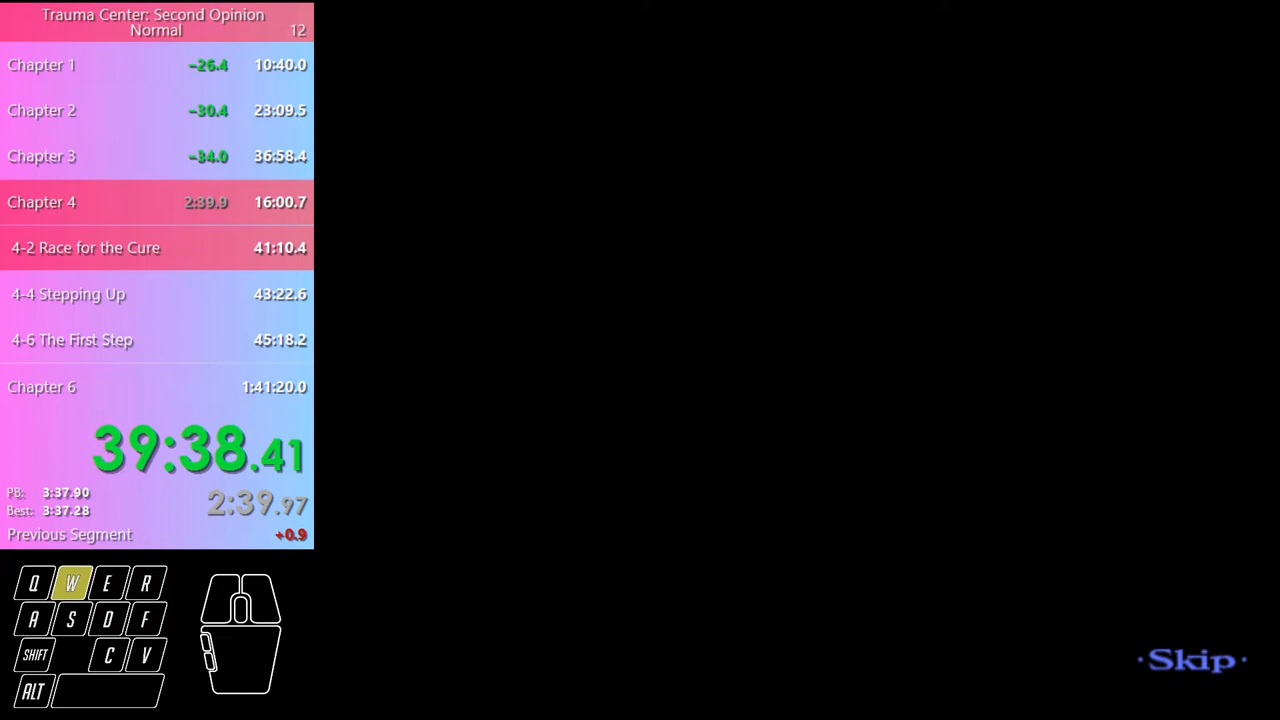 Trauma Center: Second Opinion
Normal 12
Chapter 1 -26.4 10:40.0
Chapter 2 -30.4 23:09.5
Chapter 3 -34.0 36:58.4
Chapter 4 2:39.9 16:00.7
4-2 Race for the Cure 41:10.4
4-4 Stepping Up 43:22.6
4-6 The First Step 45:18.2
Chapter 6 1:41:20.0
39:38.41
PB: 3:37.90 2:39.97
Best: 3:37.28
Previous Segment +0.9
Q W E R
A S D F
SHIFT C V
ALT
·Skip·